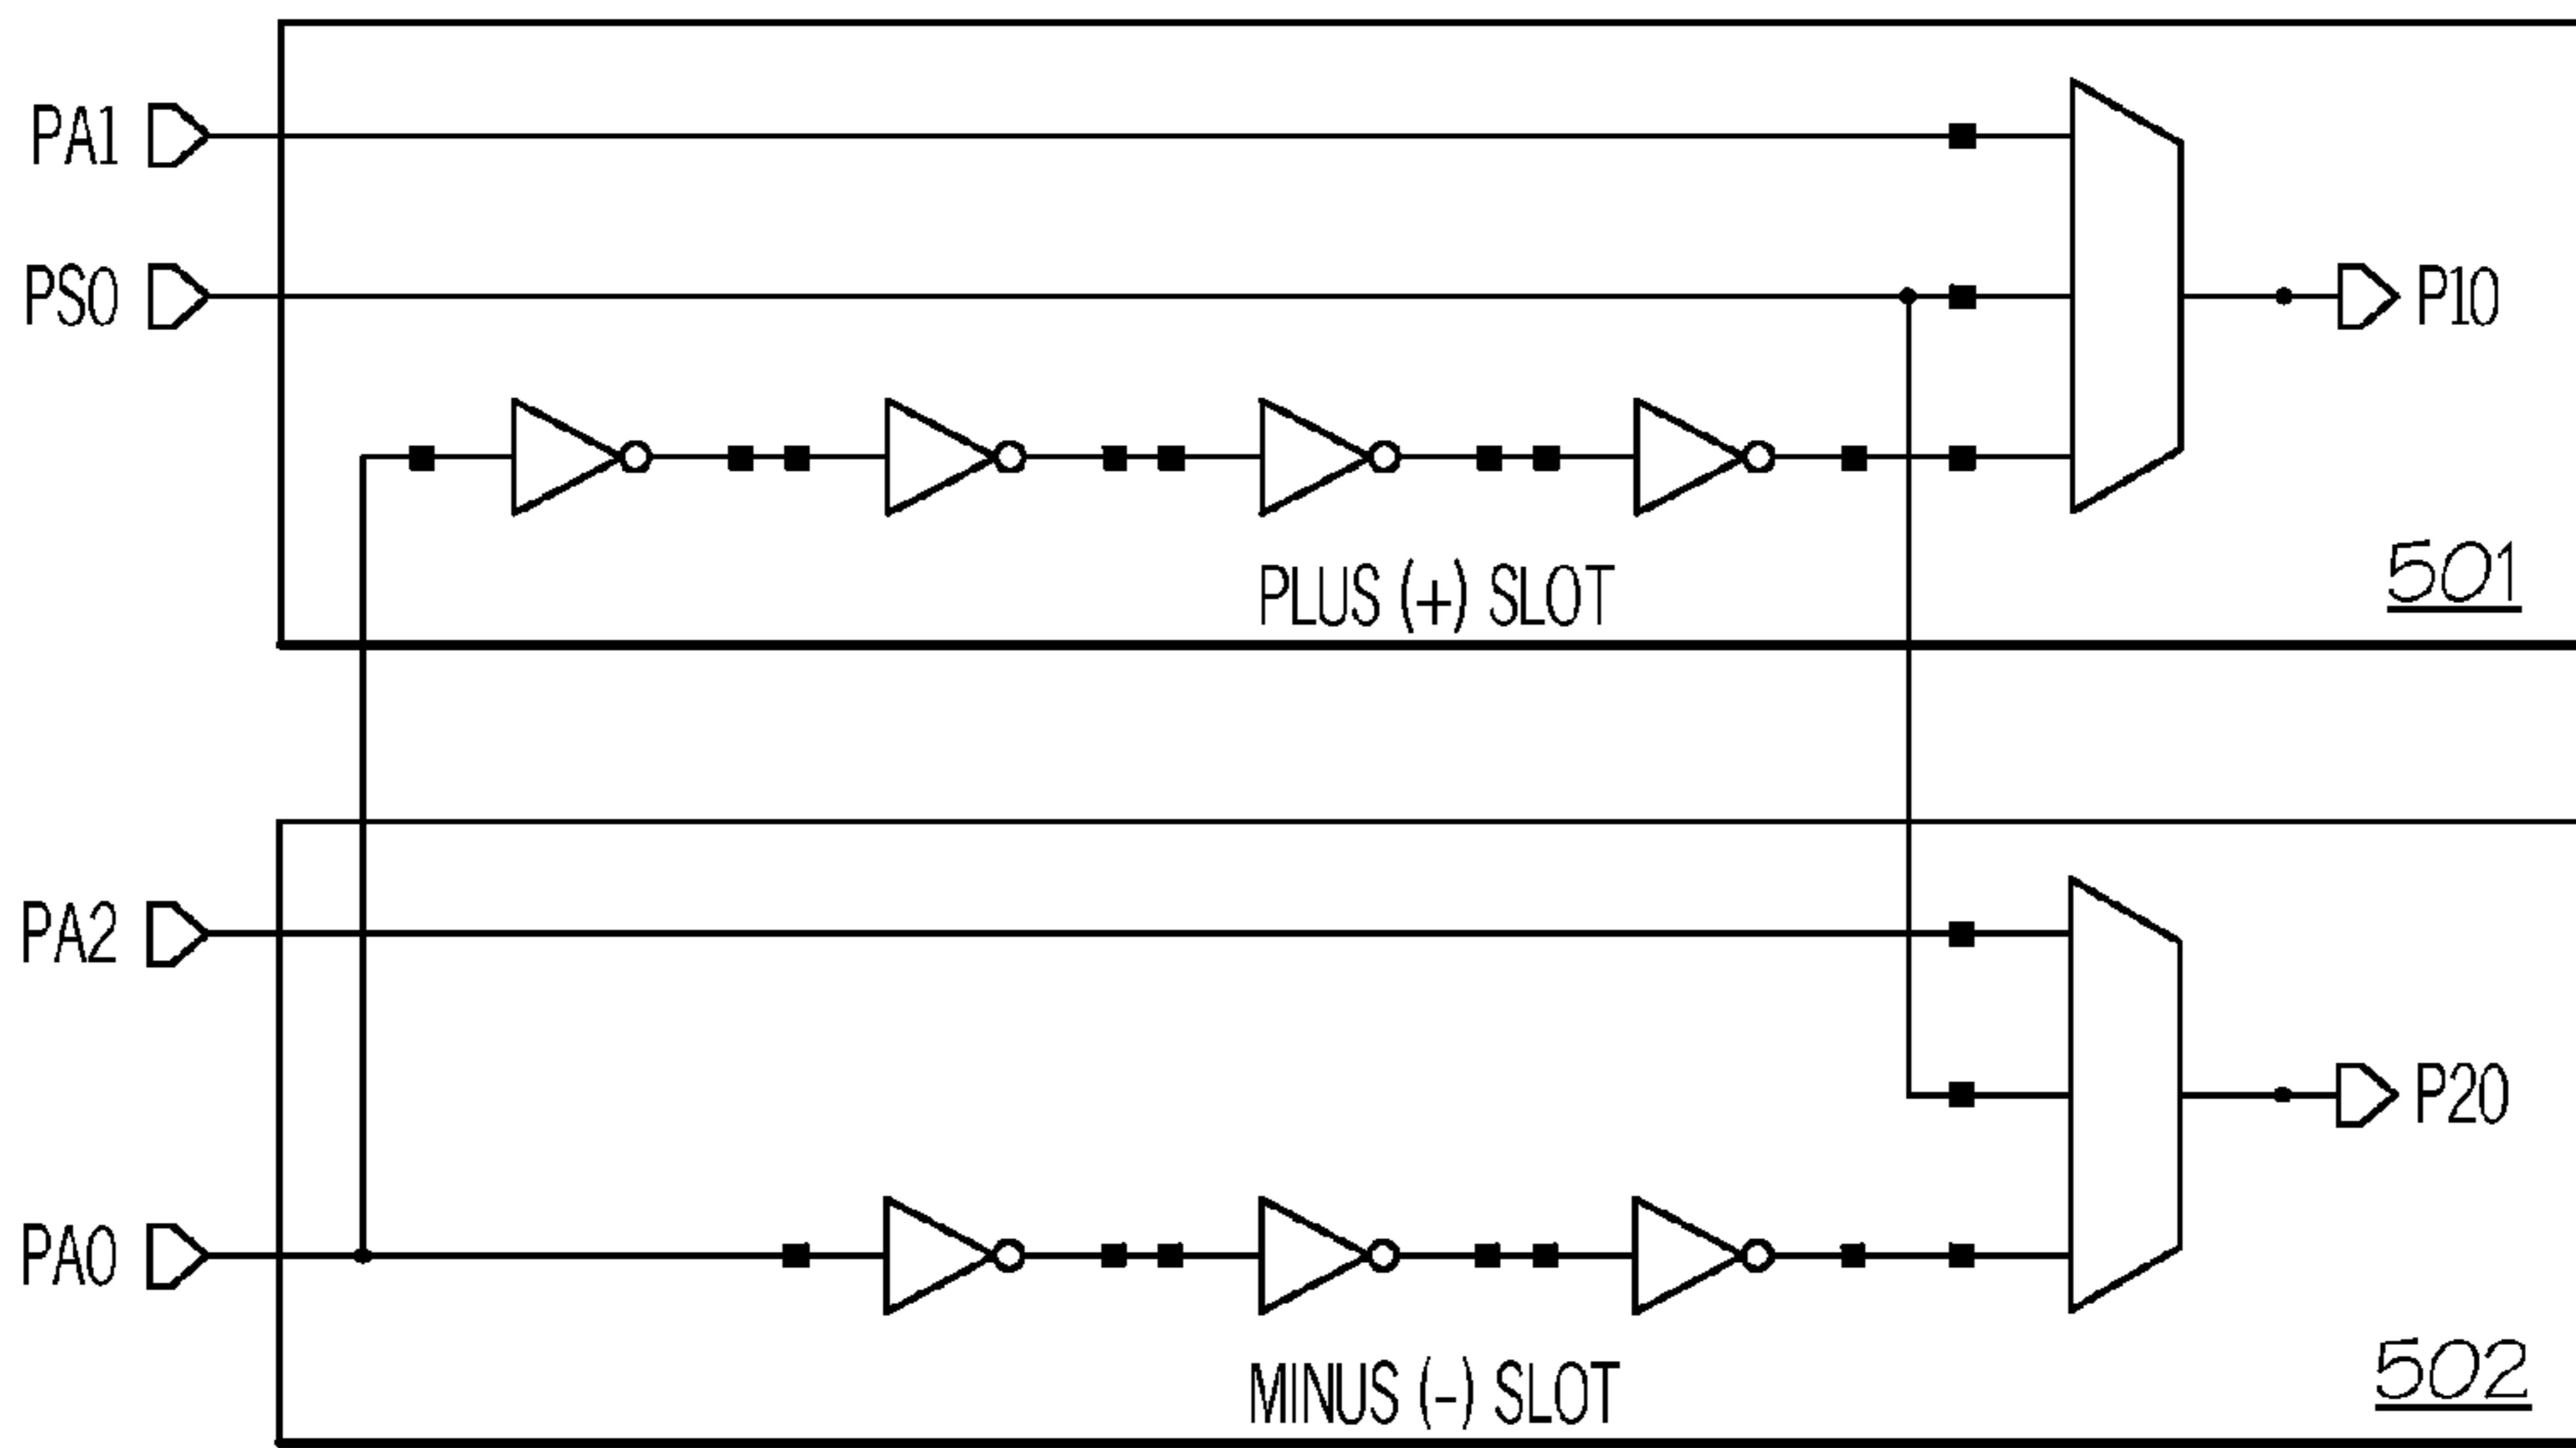 PA1
PS0
P10
PLUS (+) SLOT
501
PA2
P20
PA0
MINUS (-) SLOT
502